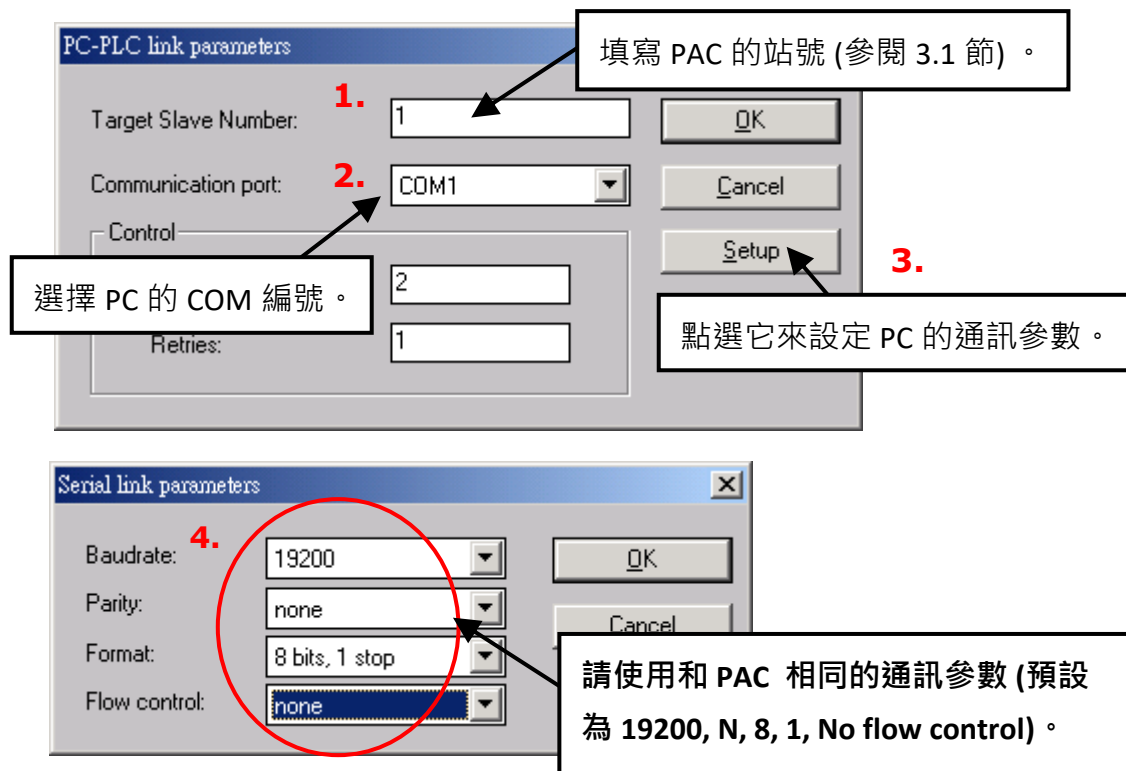 PC-PLC link parameters
填寫 PAC 的站號 (參閱 3.1 節) 。
1.
Target Slave Number:
1
OK
2.
Communication port:
COM1
Cancel
Control
Setup
3.
選擇 PC 的 COM 編號。
2
點選它來設定 PC 的通訊參數。
Retries:
1
Serial link parameters
4.
Baudrate:
19200
OK
Parity:
none
Cancel
Format:
8 bits, 1 stop
Flow control:
none
請使用和 PAC 相同的通訊參數 (預設
為 19200, N, 8, 1, No flow control)。